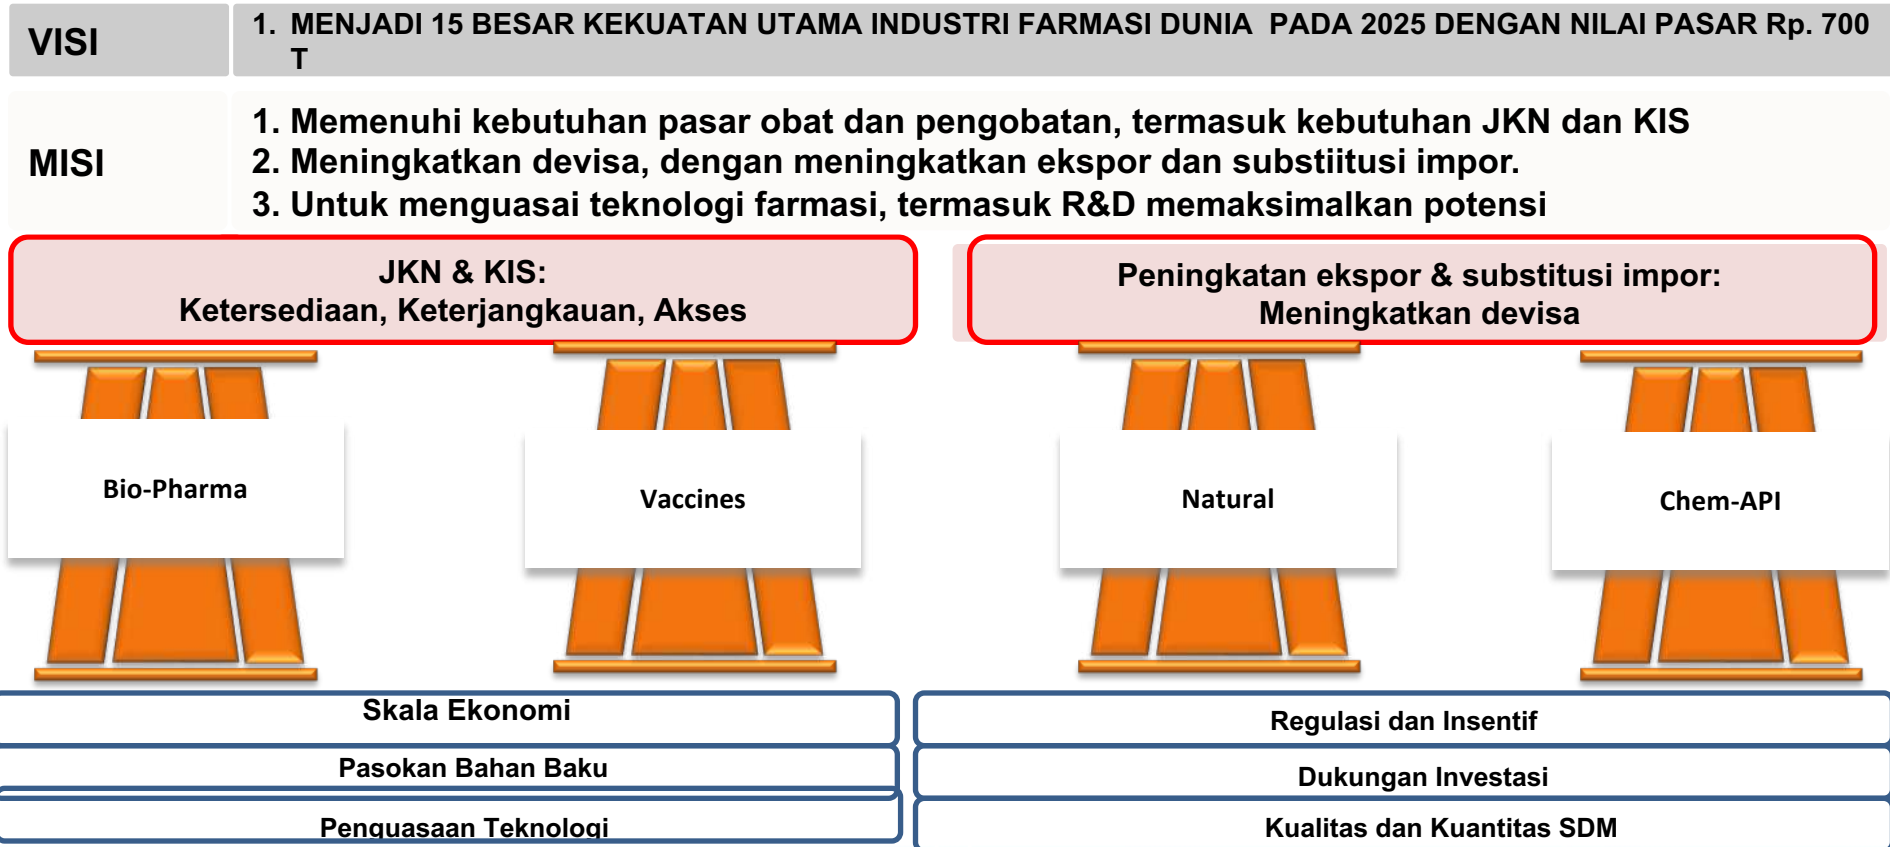 VISI
1. MENJADI 15 BESAR KEKUATAN UTAMA INDUSTRI FARMASI DUNIA PADA 2025 DENGAN NILAI PASAR Rp. 700
T
MISI
1. Memenuhi kebutuhan pasar obat dan pengobatan, termasuk kebutuhan JKN dan KIS
2. Meningkatkan devisa, dengan meningkatkan ekspor dan substiitusi impor.
3. Untuk menguasai teknologi farmasi, termasuk R&D memaksimalkan potensi
JKN & KIS:
Ketersediaan, Keterjangkauan, Akses
Peningkatan ekspor & substitusi impor:
Meningkatkan devisa
Bio-Pharma
Vaccines
Natural
Chem-API
Skala Ekonomi
Regulasi dan Insentif
Pasokan Bahan Baku
Dukungan Investasi
Penguasaan Teknologi
Kualitas dan Kuantitas SDM